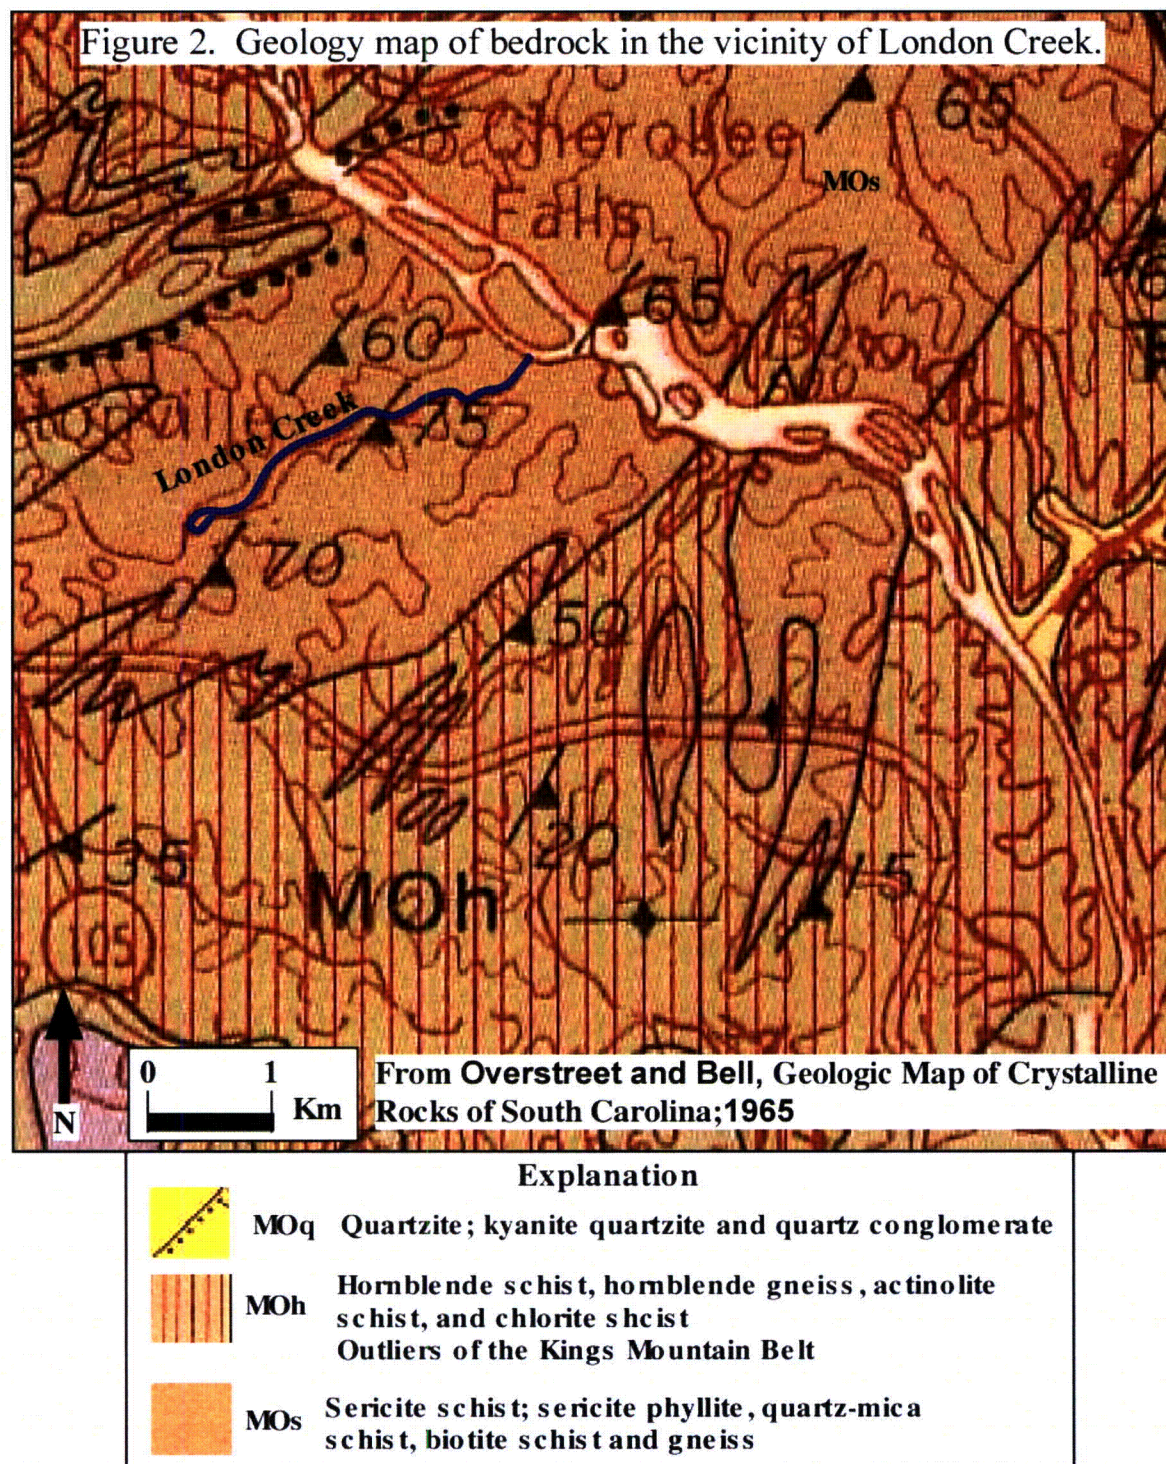 Figure 2. Geology map of bedrock in the vicinity of London Creek.
65
Cherokee
MOs
Falls
65
60
London Creek
75
70
50
35
20
MOh
15
105
0 1
Km
N
From Overstreet and Bell, Geologic Map of Crystalline
Rocks of South Carolina;1965
Explanation
MOq Quartzite; kyanite quartzite and quartz conglomerate
MOh Hornblende schist, hornblende gneiss, actinolite
schist, and chlorite shcist
Outliers of the Kings Mountain Belt
MOs Sericite schist; sericite phyllite, quartz-mica
schist, biotite schist and gneiss